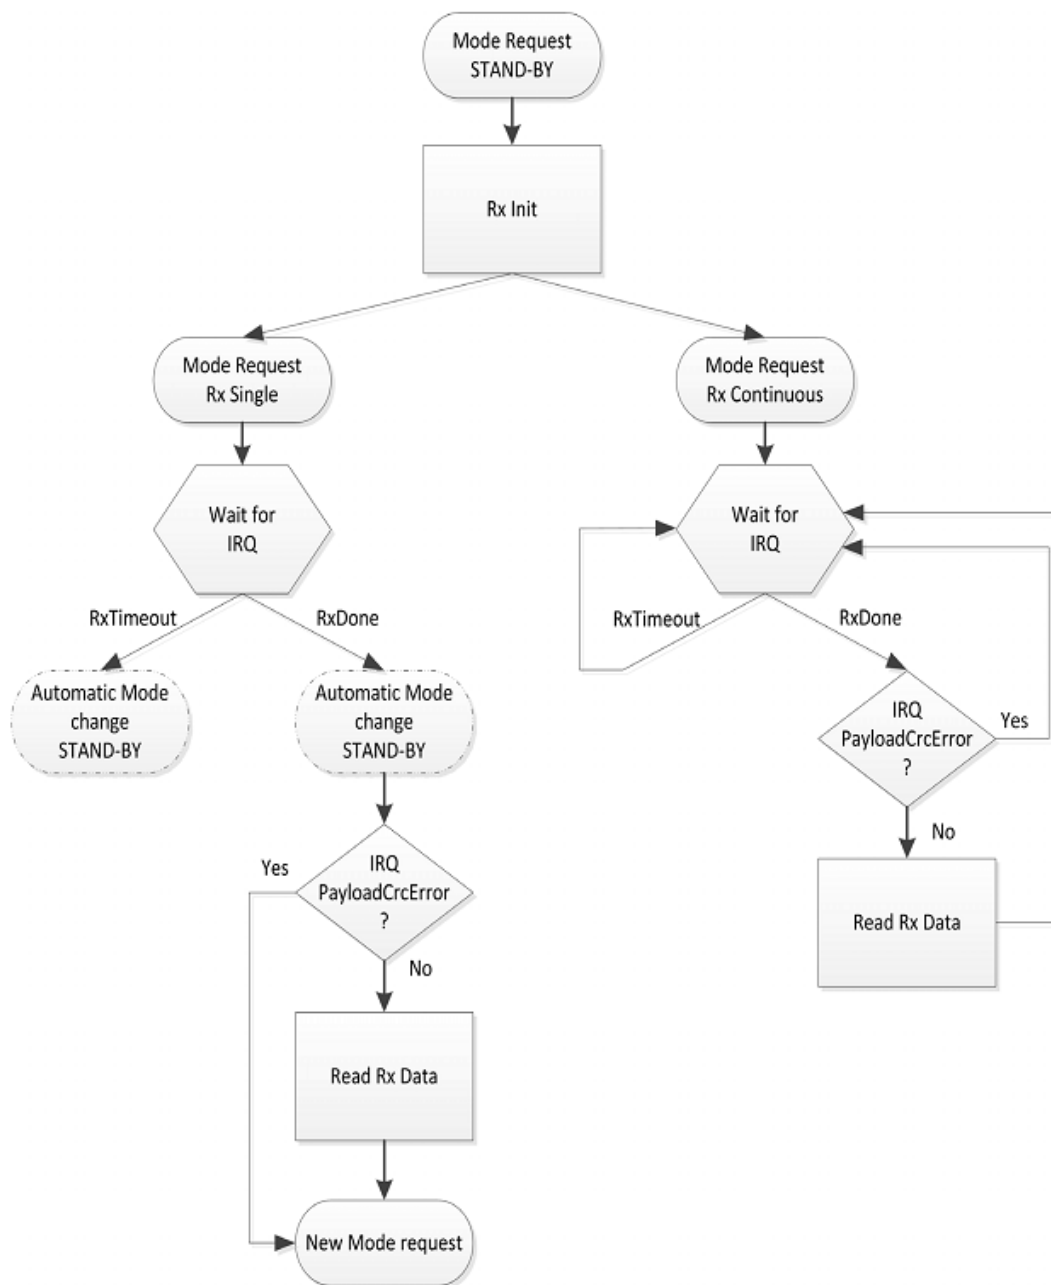 Mode Request
STAND-BY
Rx Init
Mode Request
Rx Single
Mode Request
Rx Continuous
Wait for
IRQ
Wait for
IRQ
RxTimeout
RxDone
RxTimeout
RxDone
Automatic Mode
change
STAND-BY
Automatic Mode
change
STAND-BY
IRQ
PayloadCrcError
?
Yes
No
Read Rx Data
Yes
IRQ
PayloadCrcError
?
No
Read Rx Data
New Mode request